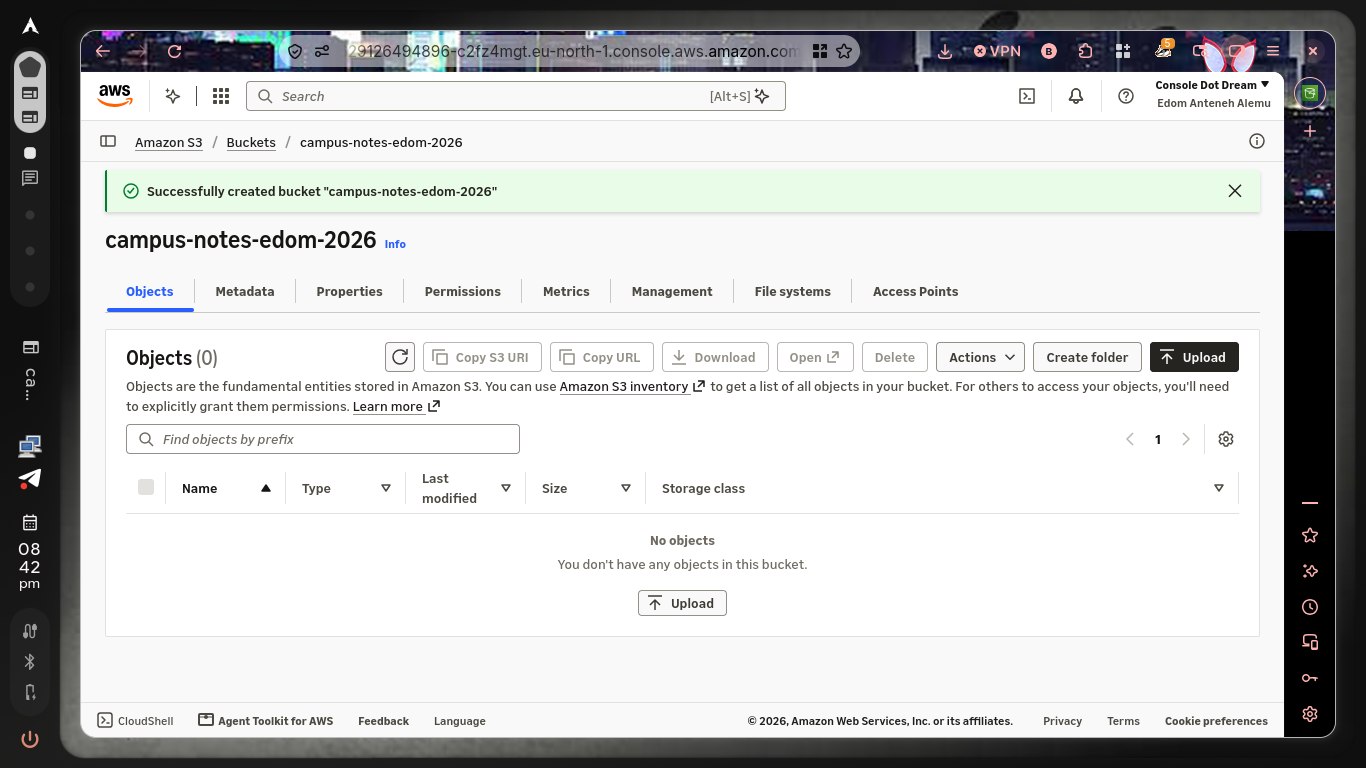 29126494896-c2fz4mgt.eu-north-1.console.aws.amazon.com
VPN
B
5
aws
Search
[Alt+S]
Console Dot Dream
Edom Anteneh Alemu
Amazon S3 / Buckets / campus-notes-edom-2026
Successfully created bucket "campus-notes-edom-2026"
campus-notes-edom-2026 Info
Objects
Metadata
Properties
Permissions
Metrics
Management
File systems
Access Points
Objects (0)
Copy S3 URI
Copy URL
Download
Open
Delete
Actions
Create folder
Upload
Objects are the fundamental entities stored in Amazon S3. You can use Amazon S3 inventory to get a list of all objects in your bucket. For others to access your objects, you'll need
to explicitly grant them permissions. Learn more
Find objects by prefix
1
Name
Type
Last
modified
Size
Storage class
No objects
You don't have any objects in this bucket.
Upload
CloudShell
Agent Toolkit for AWS
Feedback
Language
© 2026, Amazon Web Services, Inc. or its affiliates.
Privacy
Terms
Cookie preferences
Ca...
08
42
pm